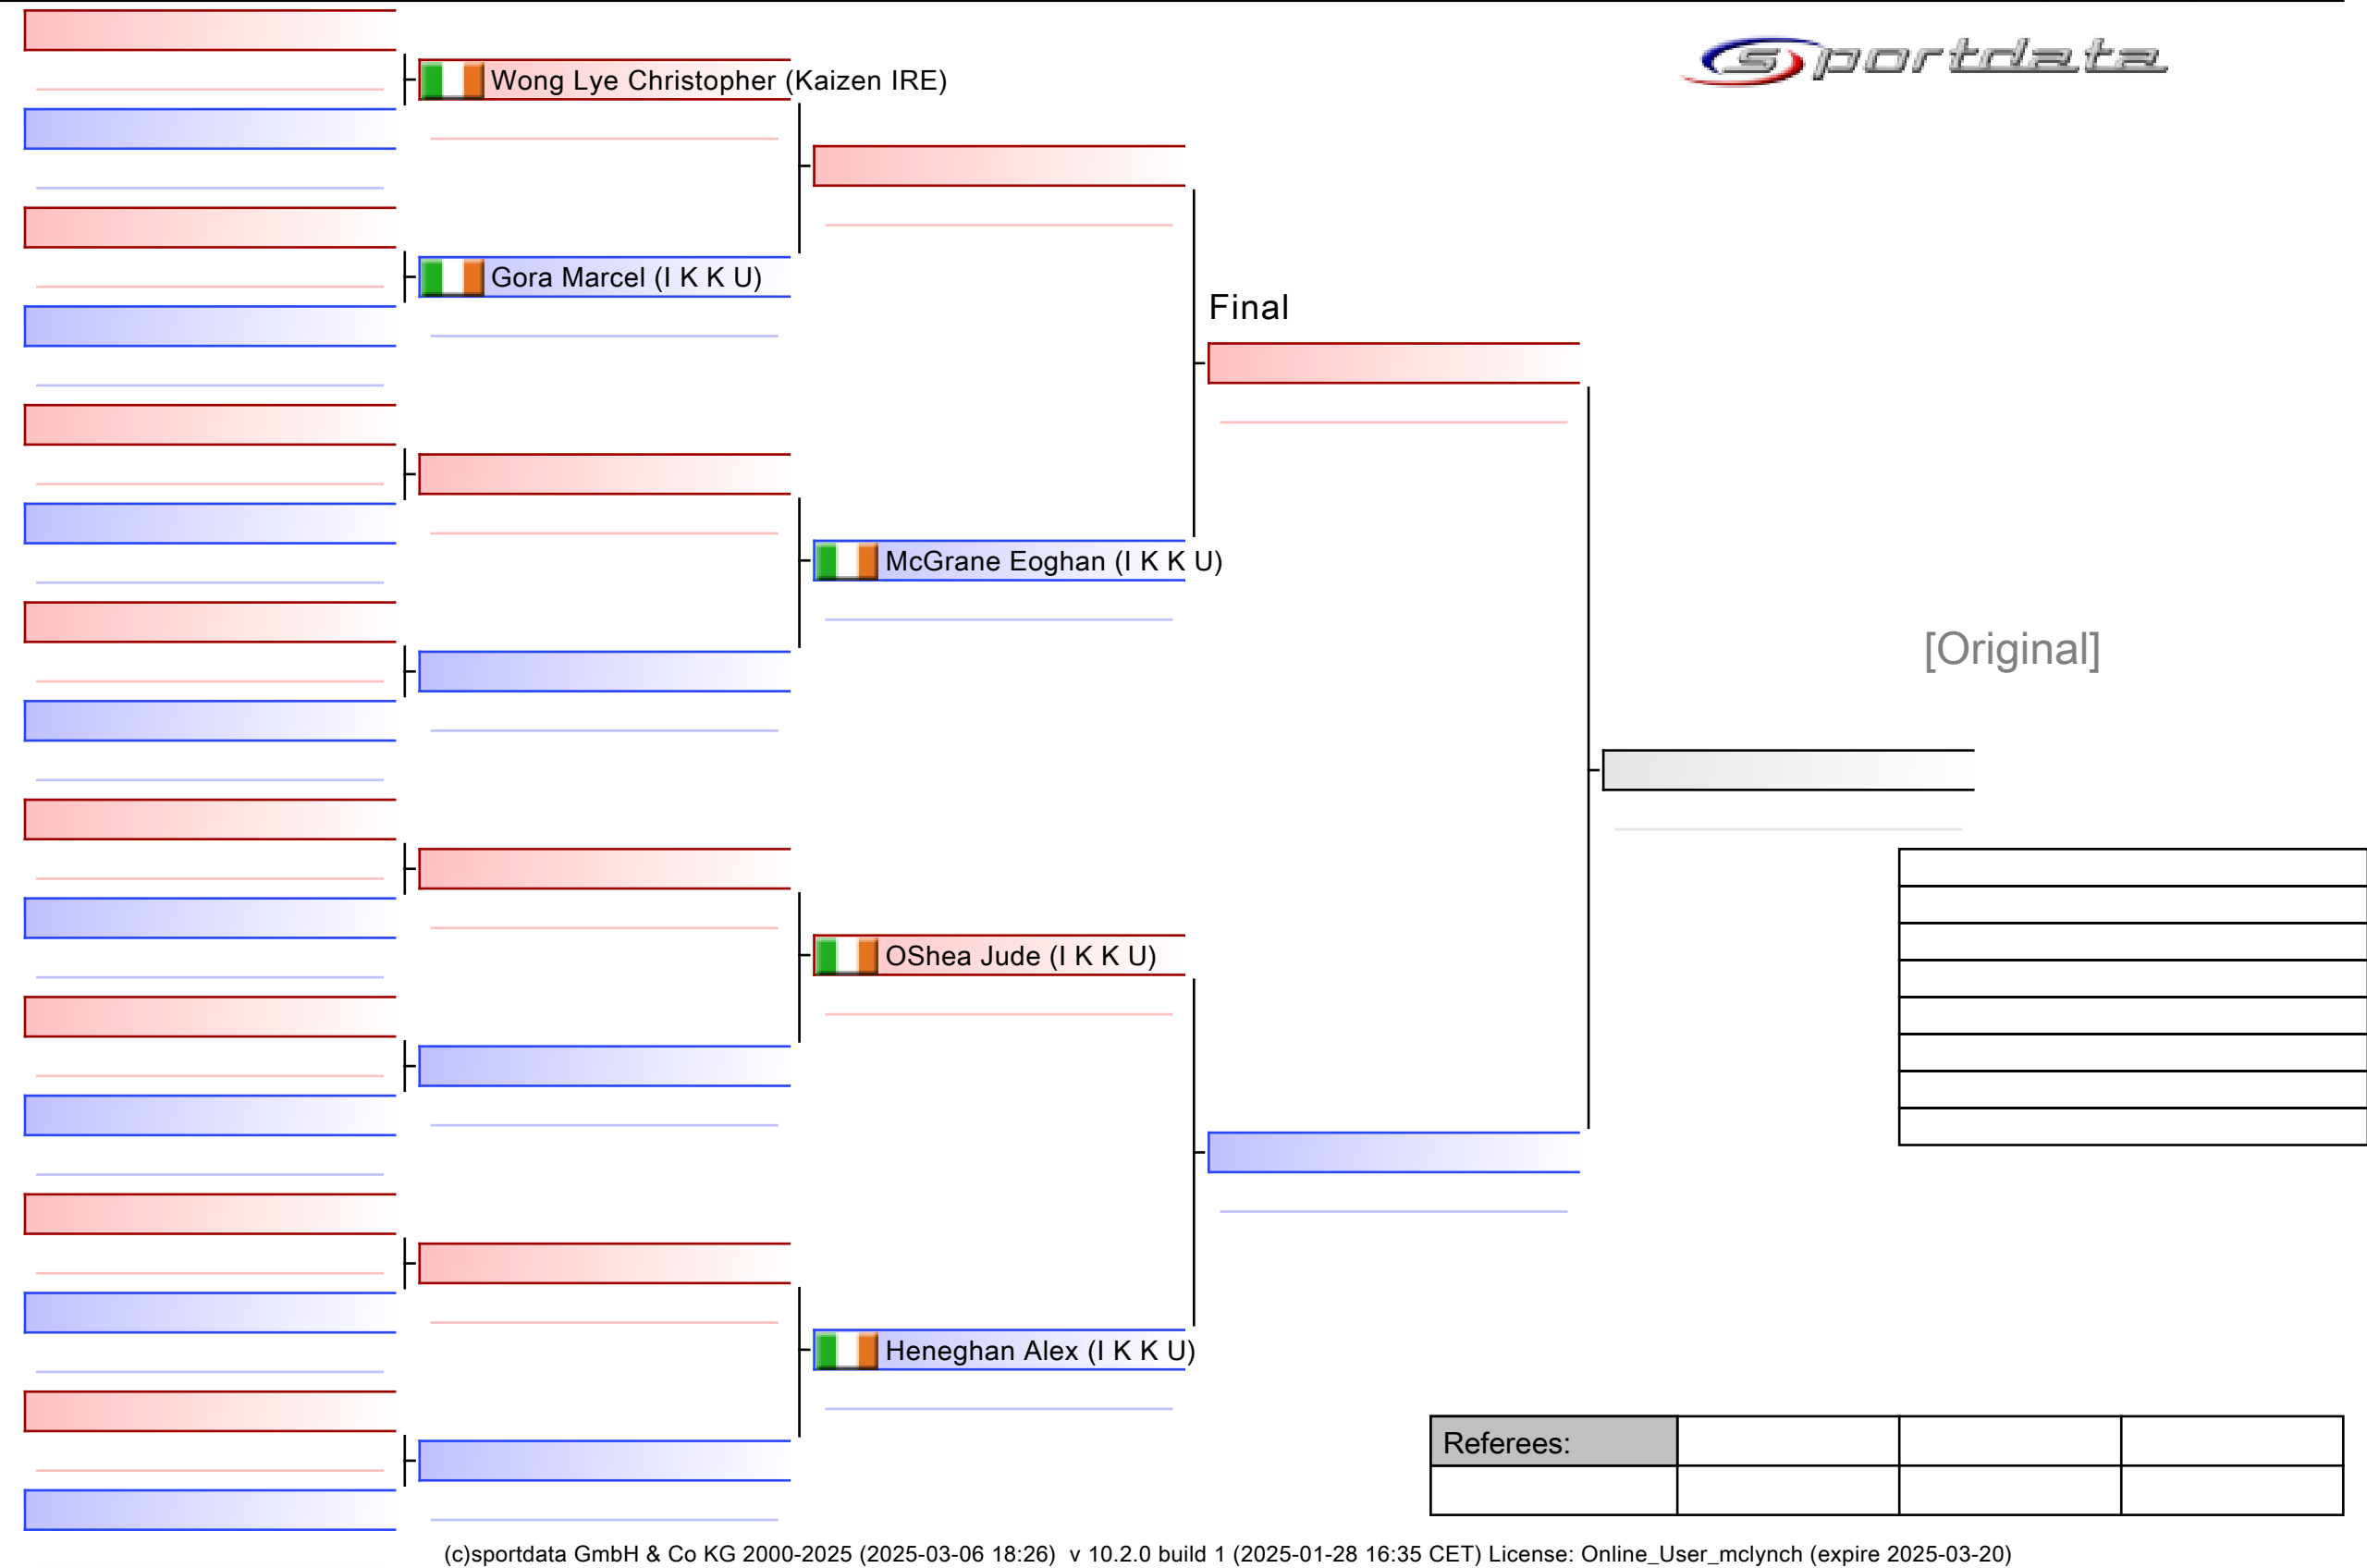 sportdata
Wong Lye Christopher (Kaizen IRE)
Gora Marcel (I K K U)
Final
McGrane Eoghan (I K K U)
[Original]
OShea Jude (I K K U)
Heneghan Alex (I K K U)
Referees:
(c)sportdata GmbH & Co KG 2000-2025 (2025-03-06 18:26)  v 10.2.0 build 1 (2025-01-28 16:35 CET) License: Online_User_mclynch (expire 2025-03-20)